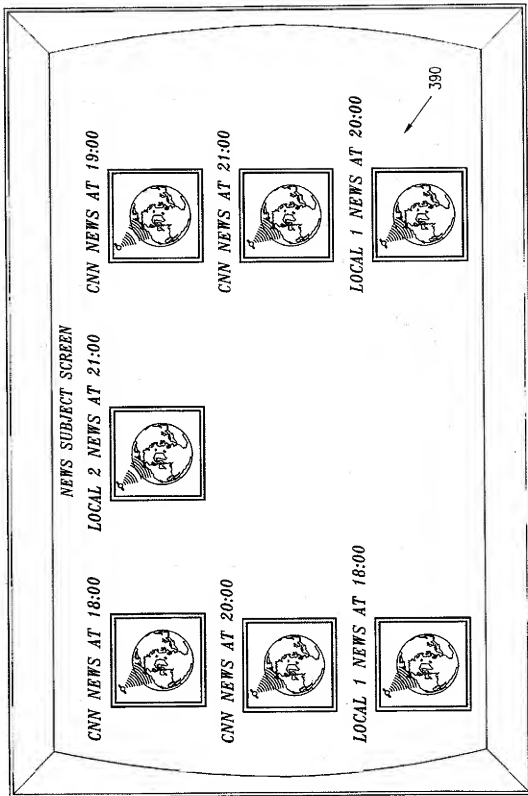 NEWS SUBJECT SCREEN
CNN NEWS AT 18:00
LOCAL 2 NEWS AT 21:00
CNN NEWS AT 19:00
CNN NEWS AT 20:00
CNN NEWS AT 21:00
LOCAL 1 NEWS AT 18:00
LOCAL 1 NEWS AT 20:00
390